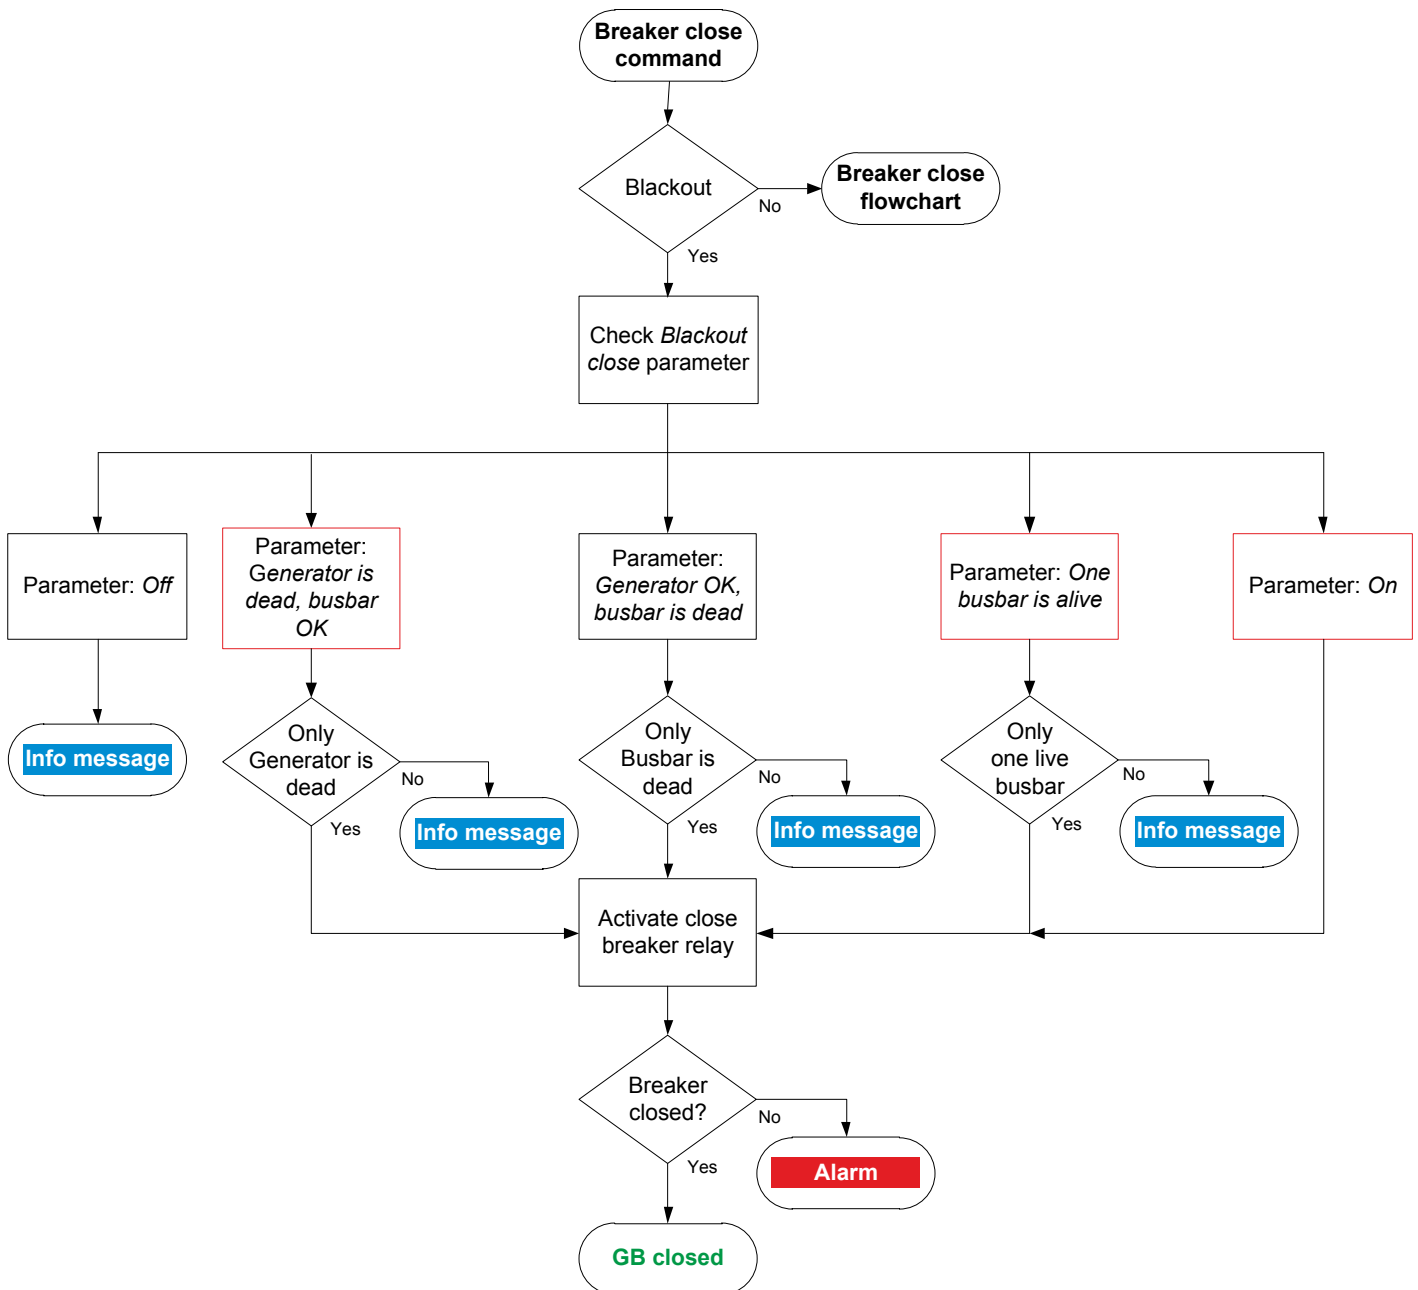 Breaker close
command
Blackout
No
Breaker close
flowchart
Yes
Check Blackout
close parameter
Parameter: Off
Parameter:
Generator is
dead, busbar
OK
Parameter:
Generator OK,
busbar is dead
Parameter: One
busbar is alive
Parameter: On
Info message
Only
Generator is
dead
No
Yes
Info message
Only
Busbar is
dead
No
Yes
Info message
Only
one live
busbar
No
Yes
Info message
Activate close
breaker relay
Breaker
closed?
No
Yes
Alarm
GB closed